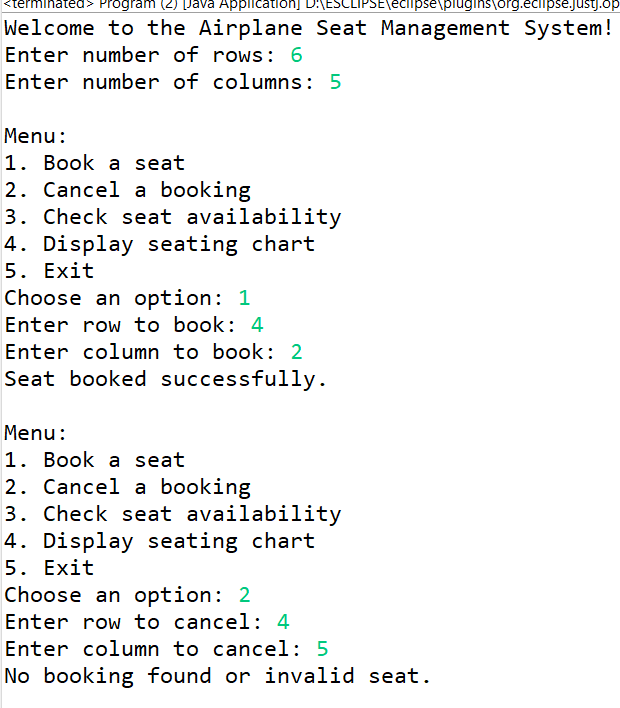 <terminated> Program (2) [Java Application] D:\ESCLIPSE\eclipse\plugins\org.eclipse.justj.op
Welcome to the Airplane Seat Management System!
Enter number of rows: 6
Enter number of columns: 5

Menu:
1. Book a seat
2. Cancel a booking
3. Check seat availability
4. Display seating chart
5. Exit
Choose an option: 1
Enter row to book: 4
Enter column to book: 2
Seat booked successfully.

Menu:
1. Book a seat
2. Cancel a booking
3. Check seat availability
4. Display seating chart
5. Exit
Choose an option: 2
Enter row to cancel: 4
Enter column to cancel: 5
No booking found or invalid seat.